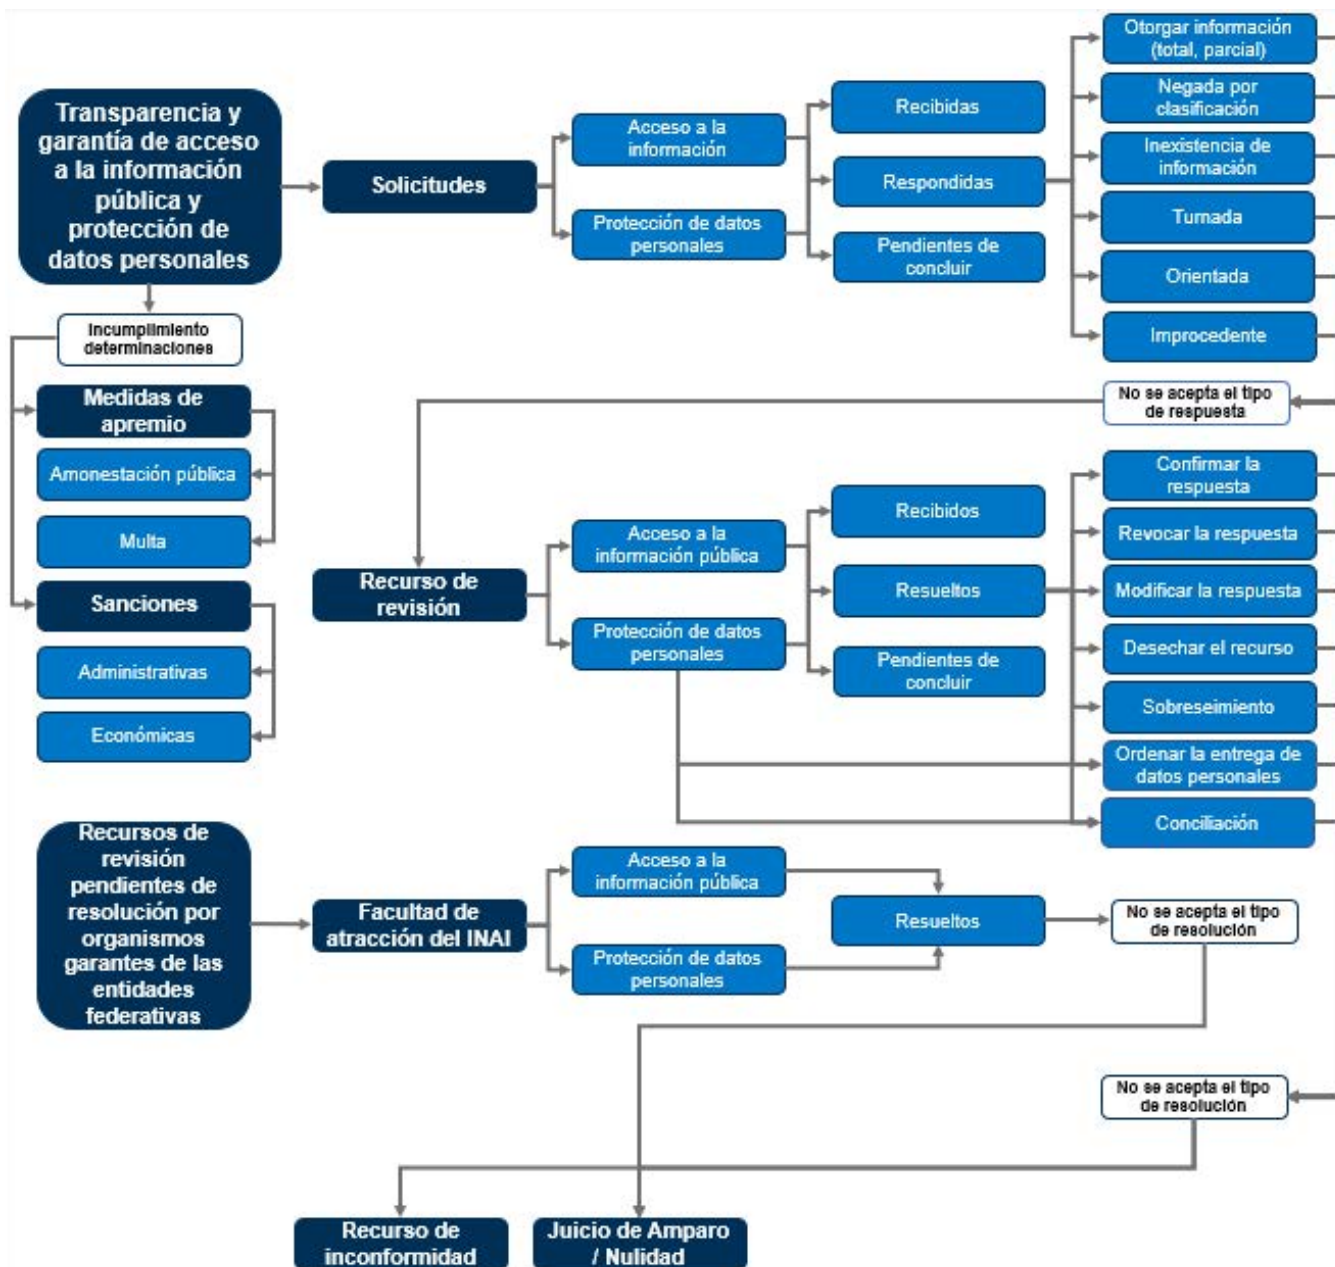 Transparencia y
garantía de acceso
a la información
pública y
protección de
datos personales
Solicitudes
Acceso a la
información
Protección de datos
personales
Recibidas
Respondidas
Pendientes de
concluir
Otorgar información
(total, parcial)
Negada por
clasificación
Inexistencia de
información
Turnada
Orientada
Improcedente
Incumplimiento
determinaciones
Medidas de
apremio
Amonestación pública
Multa
Sanciones
Administrativas
Económicas
No se acepta el tipo
de respuesta
Recurso de
revisión
Acceso a la
información pública
Protección de datos
personales
Recibidos
Resueltos
Pendientes de
concluir
Confirmar la
respuesta
Revocar la respuesta
Modificar la respuesta
Desechar el recurso
Sobreseimiento
Ordenar la entrega de
datos personales
Conciliación
Recursos de
revisión
pendientes de
resolución por
organismos
garantes de las
entidades
federativas
Facultad de
atracción del INAI
Acceso a la
información pública
Protección de datos
personales
Resueltos
No se acepta el tipo
de resolución
No se acepta el tipo
de resolución
Recurso de
inconformidad
Juicio de Amparo
/ Nulidad